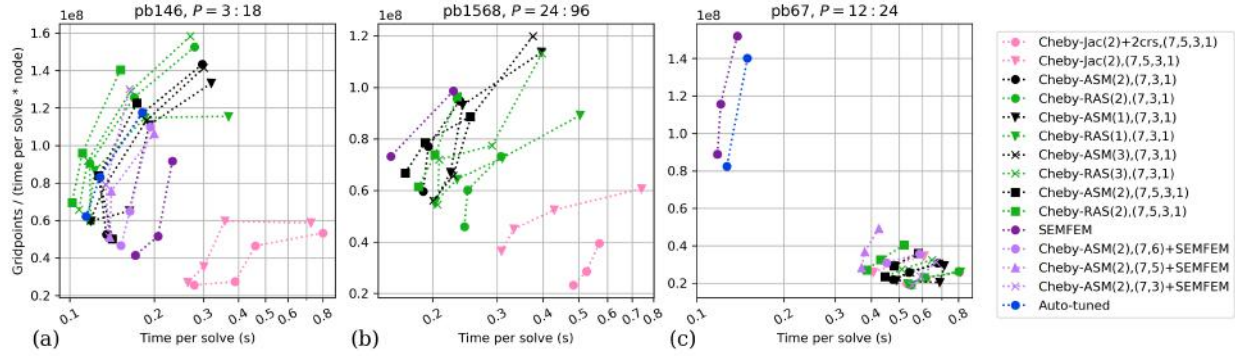 pb146, P = 3 : 18
1e8
Gridpoints / (time per solve * node)
1.6
1.4
1.2
1.0
0.8
0.6
0.4
0.2
0.1
0.2
0.3
0.4
0.5
0.6
0.8
(a)
Time per solve (s)
pb1568, P = 24 : 96
1e8
1.2
1.0
0.8
0.6
0.4
0.2
0.2
0.3
0.4
0.5
0.6
0.8
(b)
Time per solve (s)
pb67, P = 12 : 24
1e8
1.6
1.4
1.2
1.0
0.8
0.6
0.4
0.2
0.1
0.2
0.3
0.4
0.5
0.6
0.8
(c)
Time per solve (s)
Cheby-Jac(2)+2crs,(7,5,3,1)
Cheby-Jac(2),(7,5,3,1)
Cheby-ASM(2),(7,3,1)
Cheby-RAS(2),(7,3,1)
Cheby-ASM(1),(7,3,1)
Cheby-RAS(1),(7,3,1)
Cheby-ASM(3),(7,3,1)
Cheby-RAS(3),(7,3,1)
Cheby-ASM(2),(7,5,3,1)
Cheby-RAS(2),(7,5,3,1)
SEMFEM
Cheby-ASM(2),(7,6)+SEMFEM
Cheby-ASM(2),(7,5)+SEMFEM
Cheby-ASM(2),(7,3)+SEMFEM
Auto-tuned